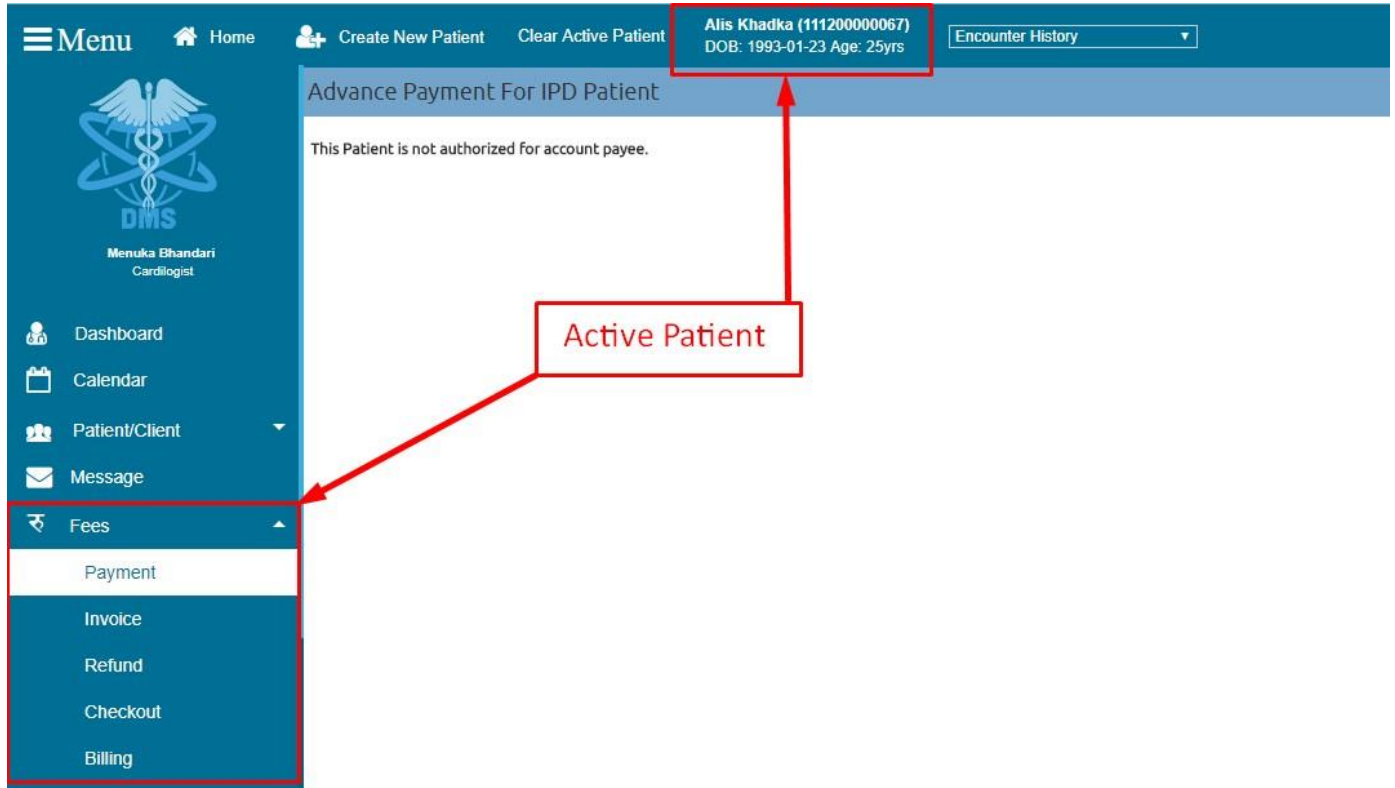 Menu
Home
Create New Patient
Clear Active Patient
Alis Khadka (111200000067)
DOB: 1993-01-23 Age: 25yrs
Encounter History
DMS
Menuka Bhandari
Cardilogist
Advance Payment For IPD Patient
This Patient is not authorized for account payee.
Active Patient
Dashboard
Calendar
Patient/Client
Message
रु Fees
Payment
Invoice
Refund
Checkout
Billing